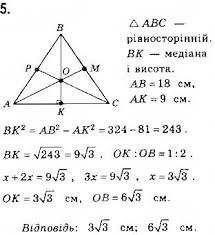 5.
B
P
O
M
A
K
C
△ ABC —
рівносторінній.
BK — медіана
і висота.
AB = 18 см,
AK = 9 см.
BK² = AB² – AK² = 324 – 81 = 243 .
BK = √243 = 9√3 . OK : OB = 1 : 2 .
x + 2x = 9√3 , 3x = 9√3 , x = 3√3 .
OK = 3√3 см, OB = 6√3 см.
Відповідь: 3√3 см; 6√3 см.